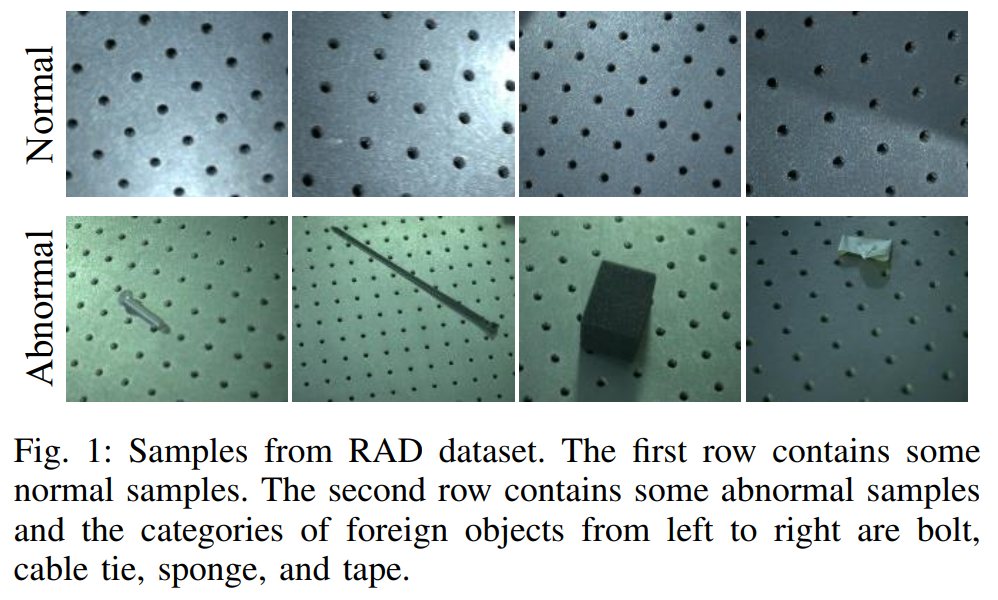 Normal
Abnormal
Fig. 1: Samples from RAD dataset. The first row contains some
normal samples. The second row contains some abnormal samples
and the categories of foreign objects from left to right are bolt,
cable tie, sponge, and tape.